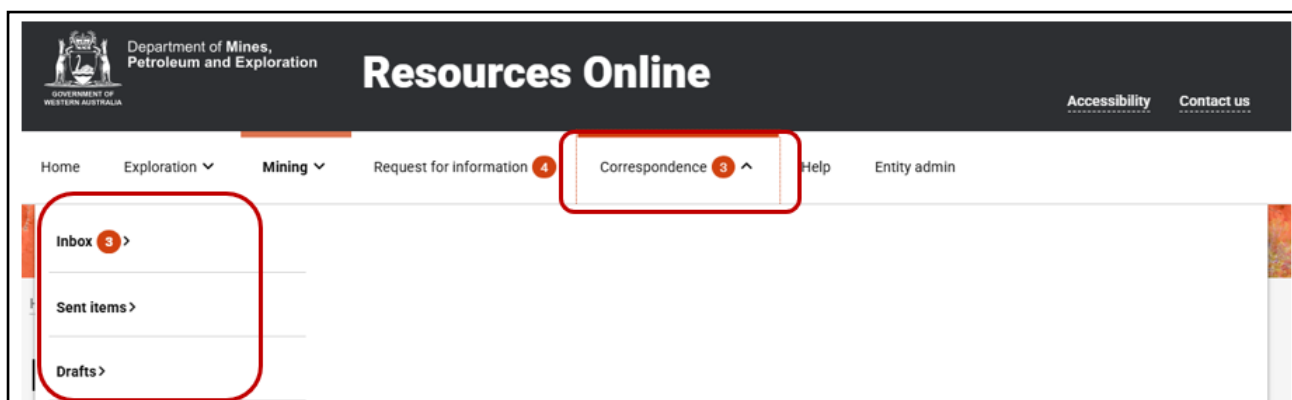 Department of Mines,
Petroleum and Exploration
GOVERNMENT OF
WESTERN AUSTRALIA
Resources Online
Accessibility Contact us
Home Exploration Mining Request for information 4 Correspondence 3 Help Entity admin
Inbox 3 >
Sent items >
Drafts >